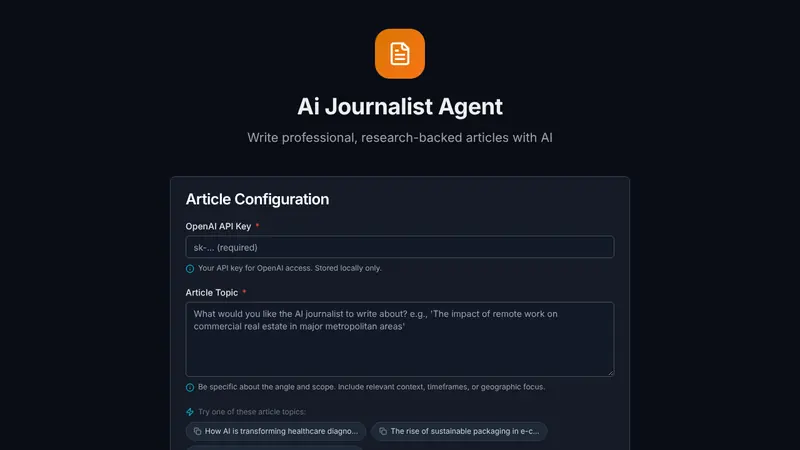 Ai Journalist Agent
Write professional, research-backed articles with AI
Article Configuration
OpenAI API Key *
sk-... (required)
Your API key for OpenAI access. Stored locally only.
Article Topic *
What would you like the AI journalist to write about? e.g., 'The impact of remote work on
commercial real estate in major metropolitan areas'
Be specific about the angle and scope. Include relevant context, timeframes, or geographic focus.
Try one of these article topics:
How AI is transforming healthcare diagno...
The rise of sustainable packaging in e-c...